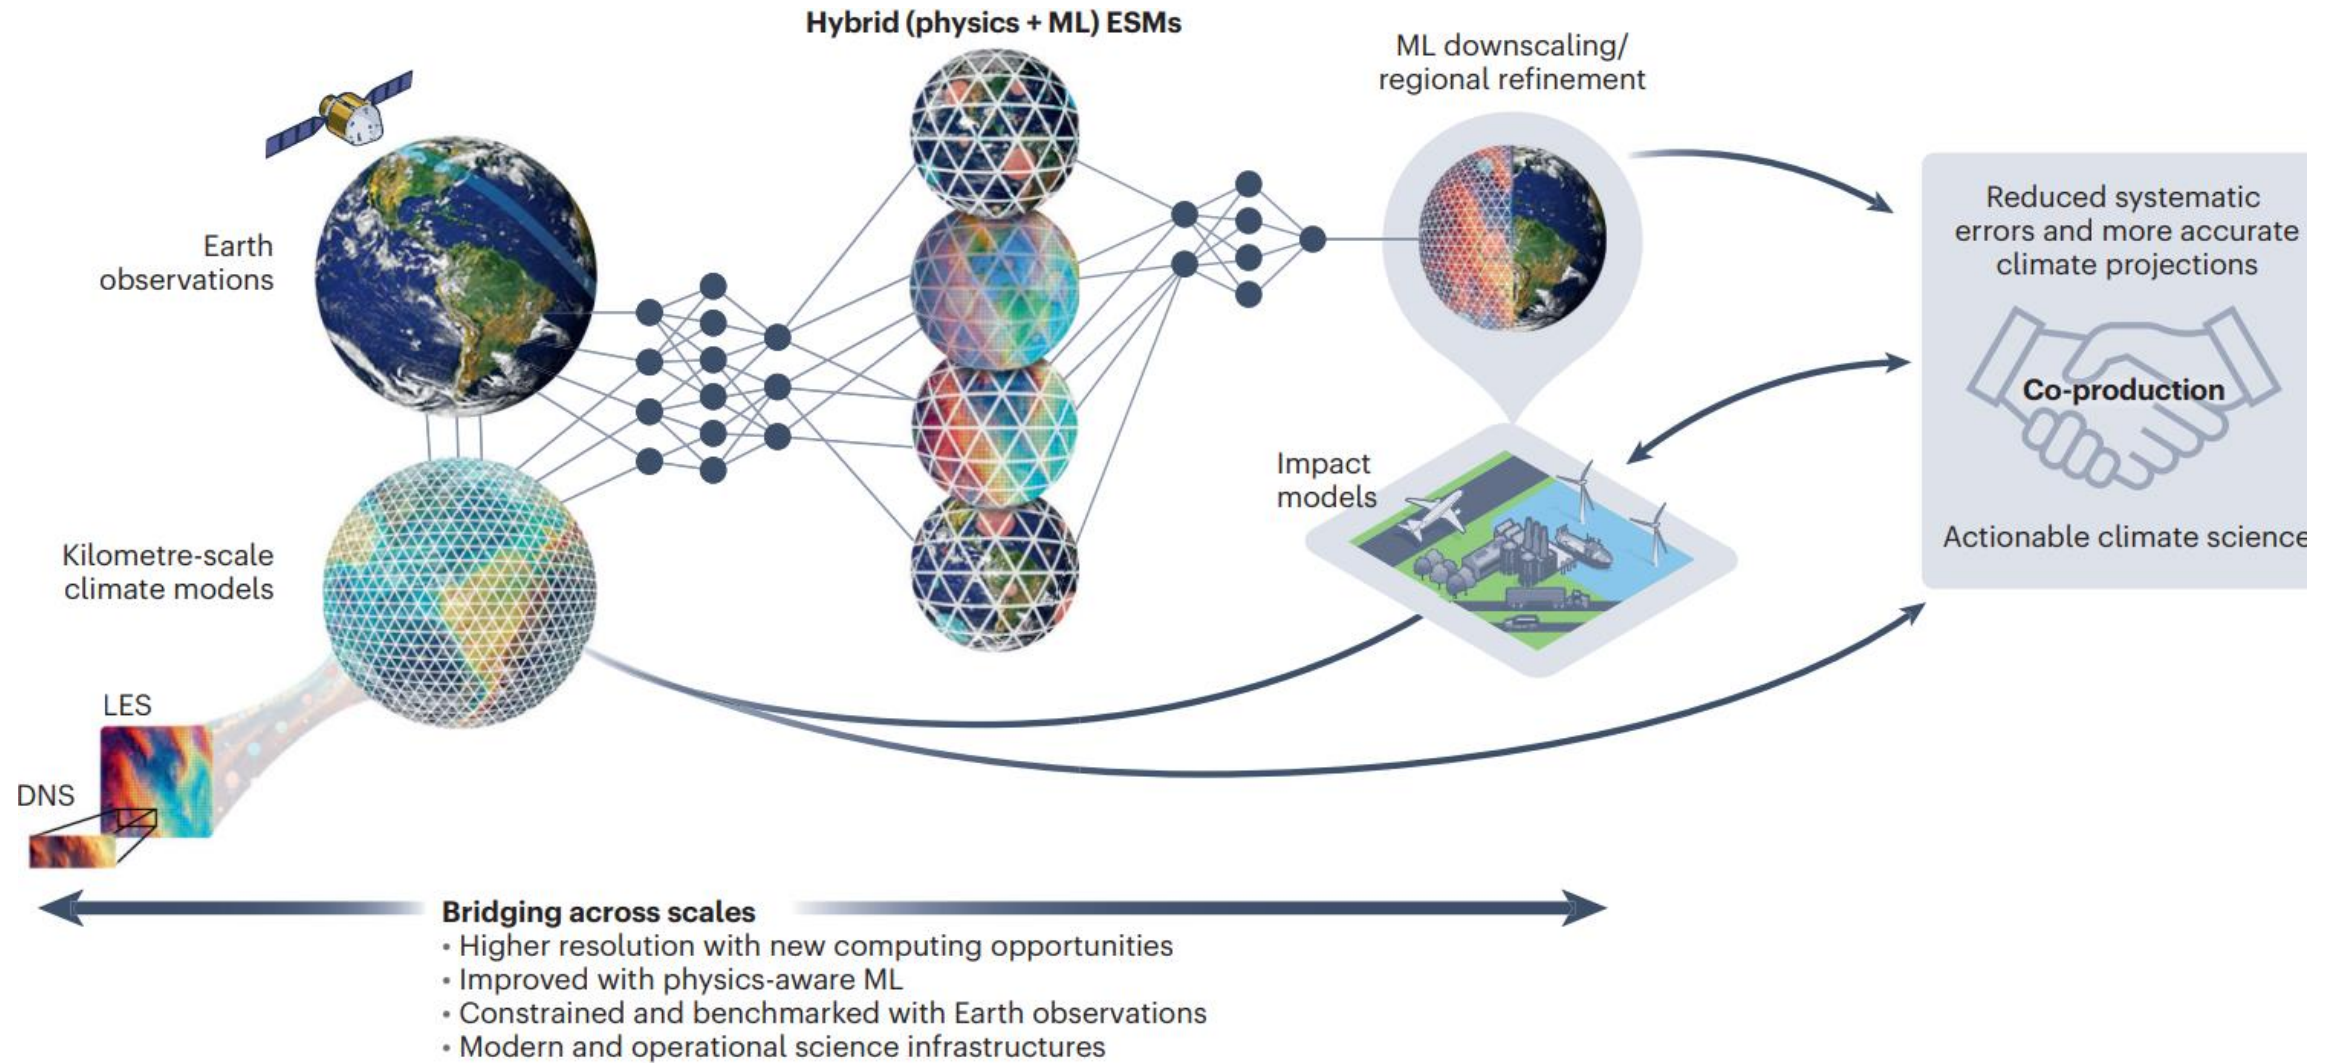 Hybrid (physics + ML) ESMs
ML downscaling/
regional refinement
Earth
observations
Reduced systematic
errors and more accurate
climate projections
Co-production
Actionable climate science
Impact
models
Kilometre-scale
climate models
LES
DNS
Bridging across scales
• Higher resolution with new computing opportunities
• Improved with physics-aware ML
• Constrained and benchmarked with Earth observations
• Modern and operational science infrastructures